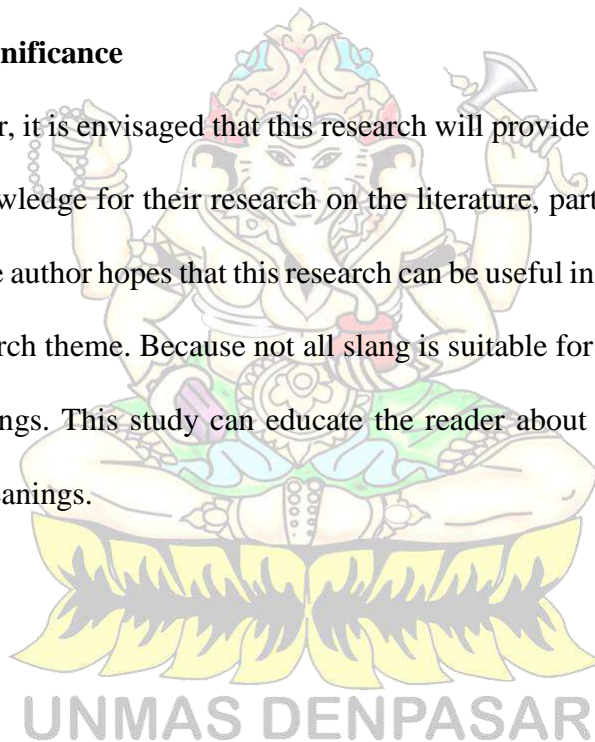 nificance
r, it is envisaged that this research will provide
wledge for their research on the literature, part
e author hopes that this research can be useful in
rch theme. Because not all slang is suitable for
ngs. This study can educate the reader about
eanings.
UNMAS DENPASAR